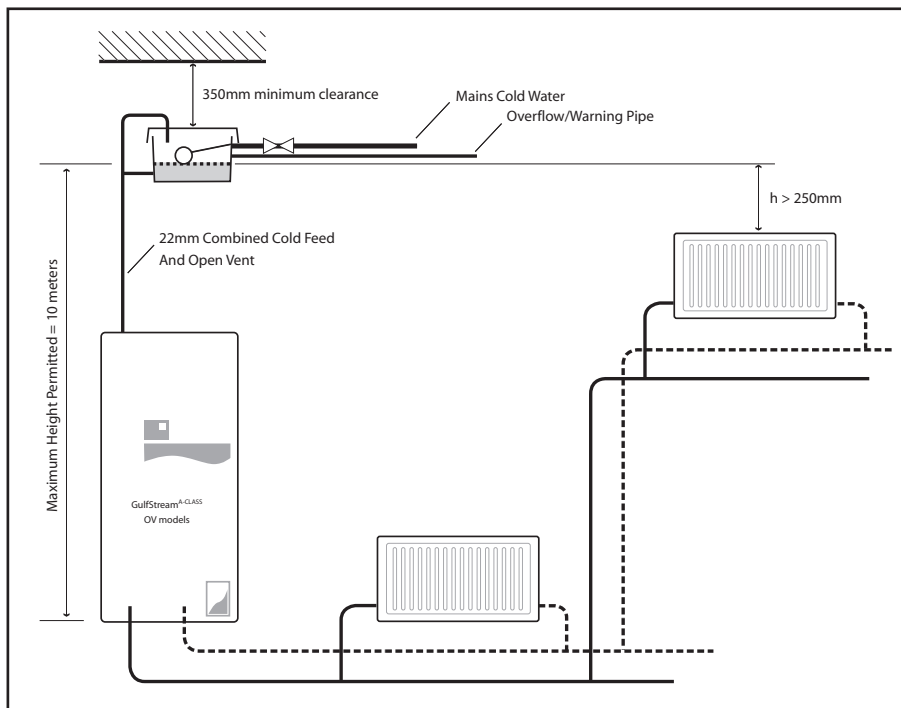 350mm minimum clearance
Mains Cold Water
Overflow/Warning Pipe
h > 250mm
22mm Combined Cold Feed
And Open Vent
Maximum Height Permitted = 10 meters
GulfStream A-CLASS
OV models